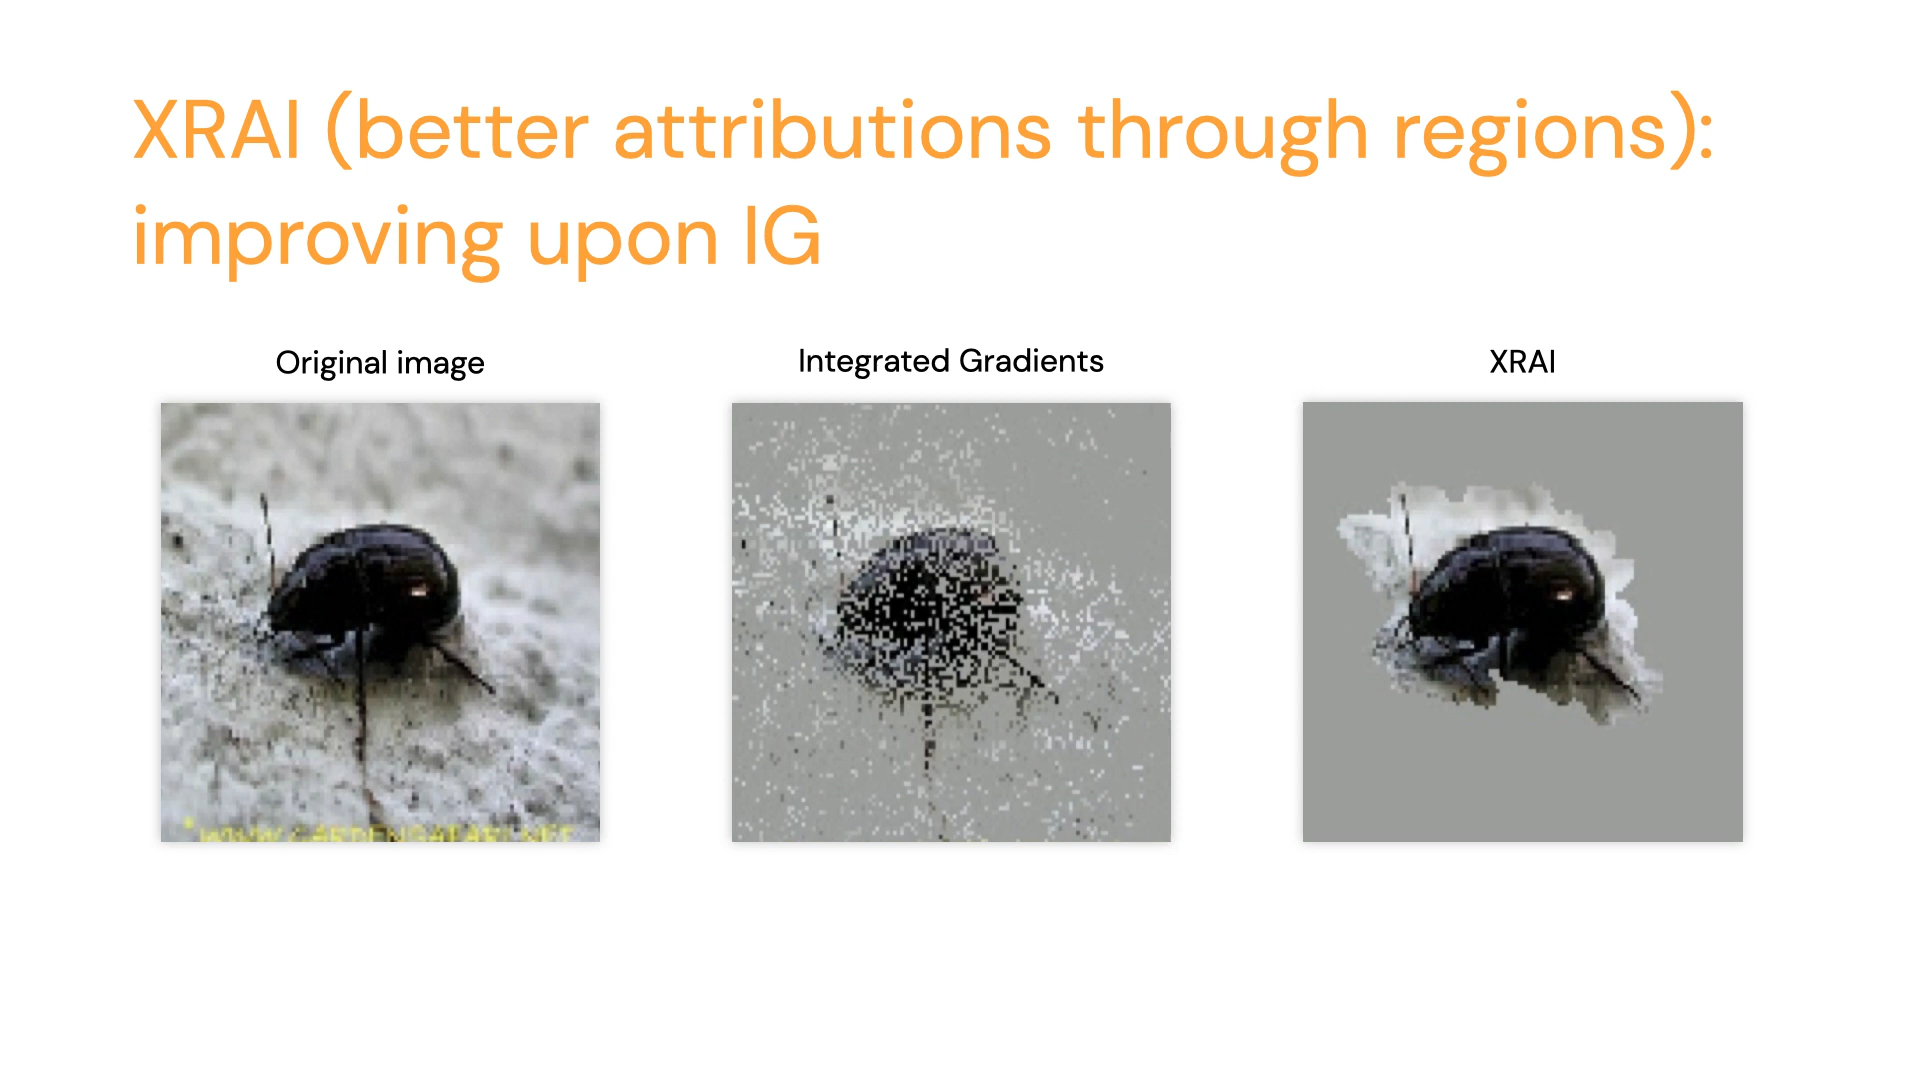 XRAI (better attributions through regions):
improving upon IG
Original image
Integrated Gradients
XRAI